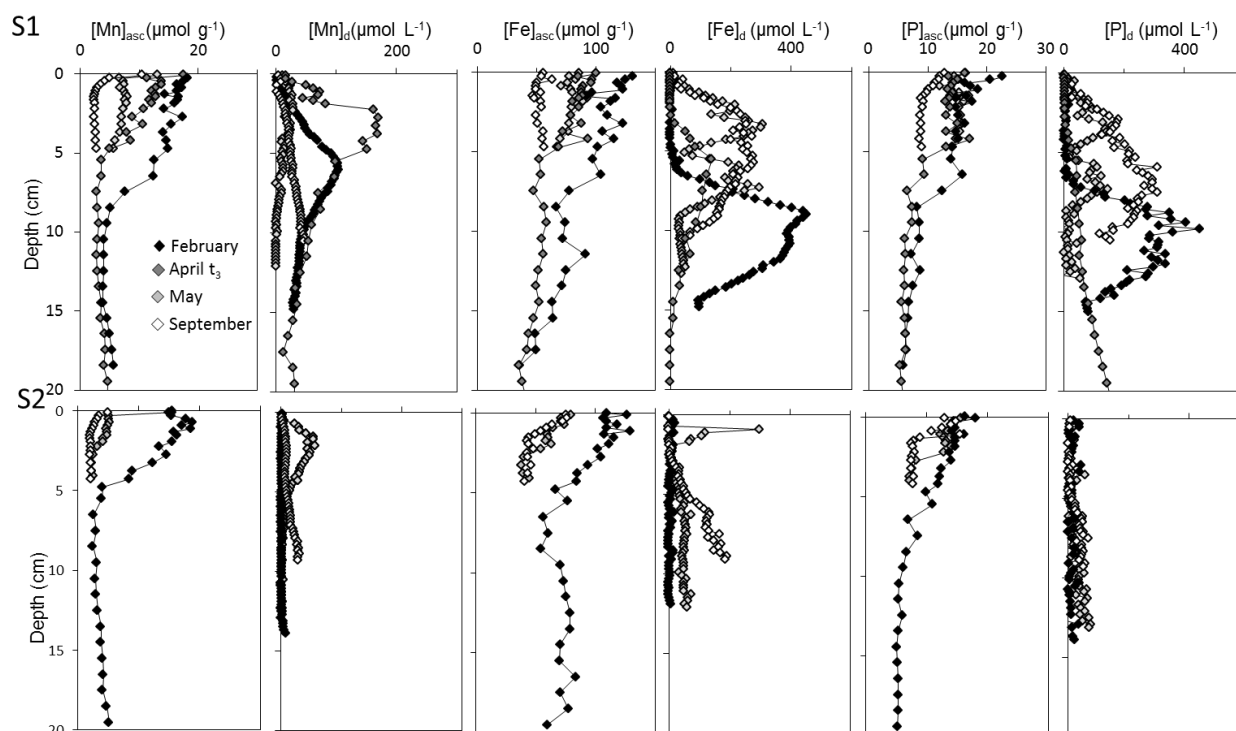 S1
[Mn]asc(μmol g-1) [Mn]d(μmol L-1) [Fe]asc(μmol g-1) [Fe]d(μmol L-1) [P]asc(μmol g-1) [P]d(μmol L-1)
0 20 0 200 0 100 0 400 0 10 20 30 0 400
0
5
10
15
20
Depth (cm)
February
April t3
May
September
S2
0
5
10
15
20
Depth (cm)